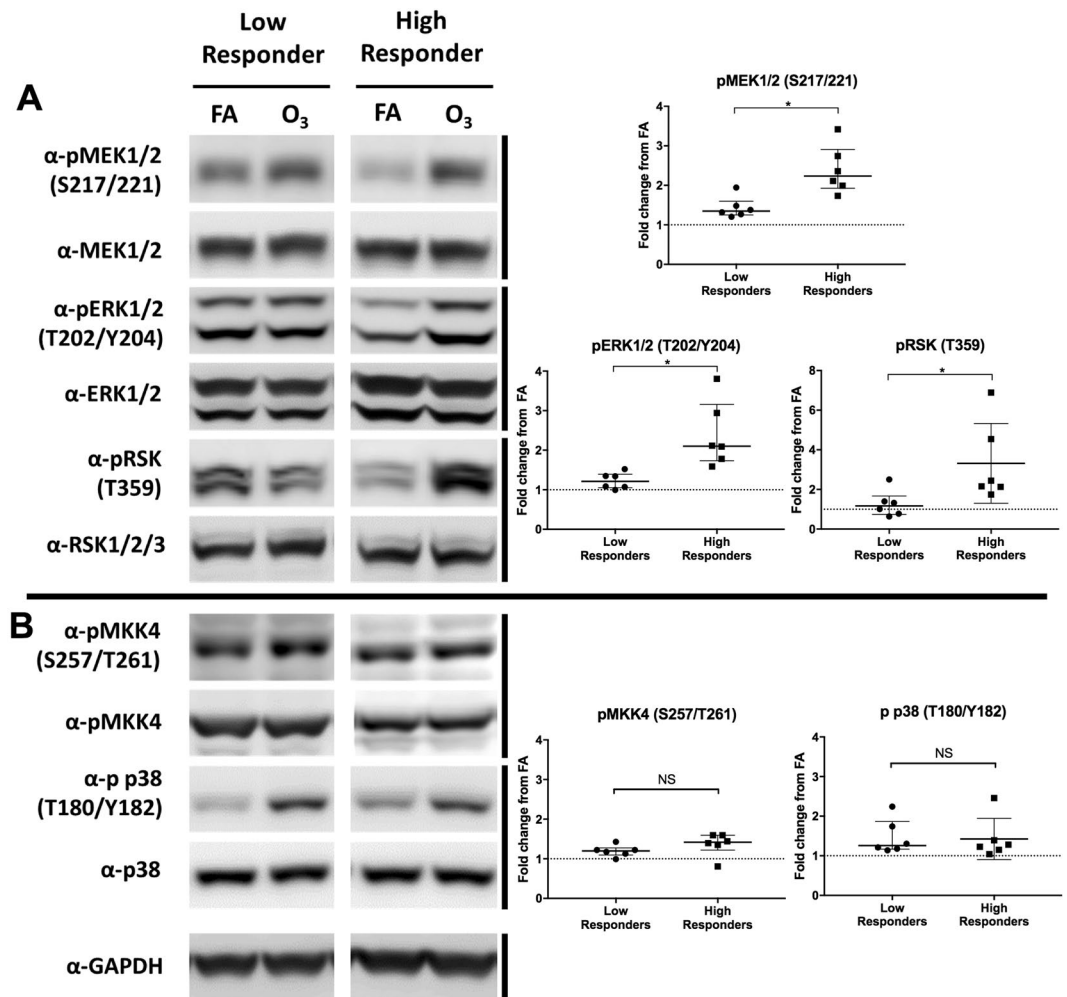 Low
Responder
High
Responder
A
FA
O₃
FA
O₃
α-pMEK1/2
(S217/221)
α-MEK1/2
α-pERK1/2
(T202/Y204)
α-ERK1/2
α-pRSK
(T359)
α-RSK1/2/3
pMEK1/2 (S217/221)
Fold change from FA
4
3
2
1
0
*
Low
Responders
High
Responders
pERK1/2 (T202/Y204)
Fold change from FA
4
3
2
1
0
*
Low
Responders
High
Responders
pRSK (T359)
Fold change from FA
8
6
4
2
0
*
Low
Responders
High
Responders
B
α-pMKK4
(S257/T261)
α-pMKK4
α-p p38
(T180/Y182)
α-p38
α-GAPDH
pMKK4 (S257/T261)
Fold change from FA
4
3
2
1
0
NS
Low
Responders
High
Responders
p p38 (T180/Y182)
Fold change from FA
4
3
2
1
0
NS
Low
Responders
High
Responders